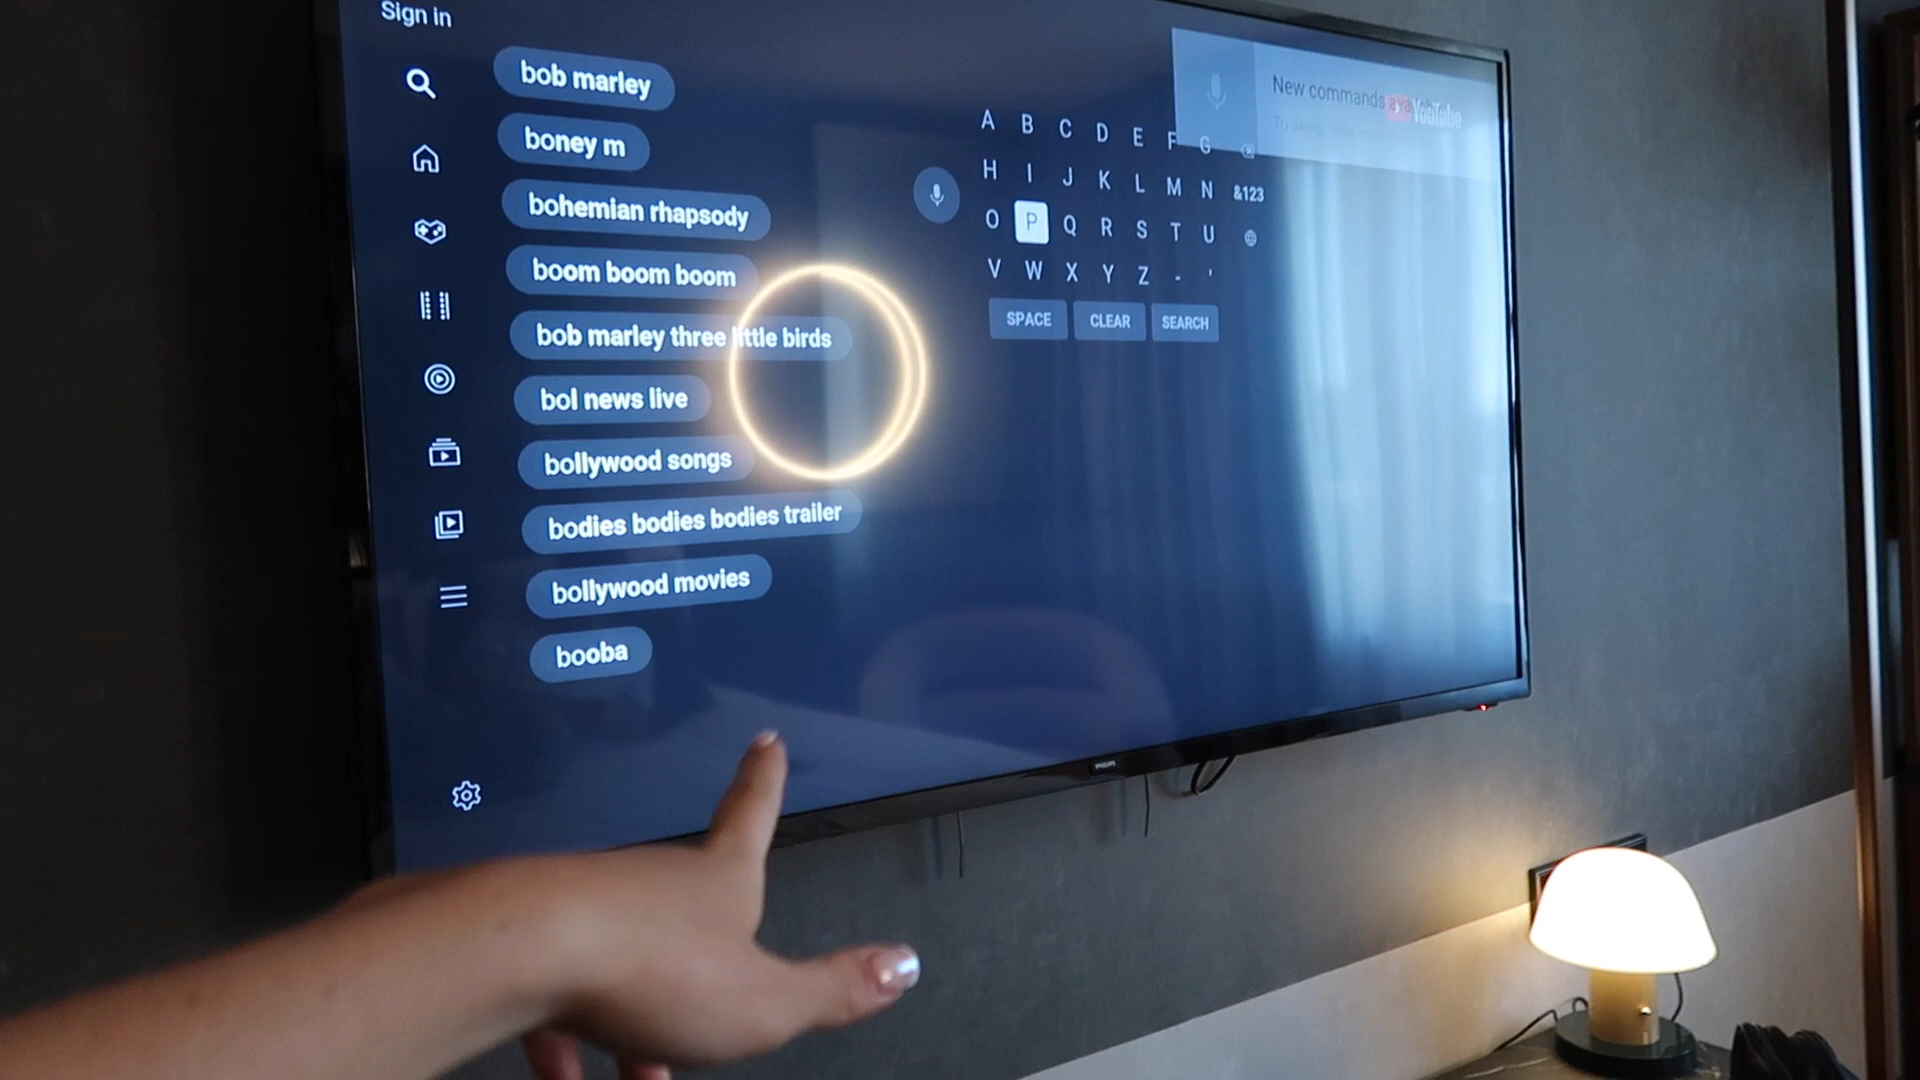 Sign in
bob marley
boney m
bohemian rhapsody
boom boom boom
bob marley three little birds
bol news live
bollywood songs
bodies bodies bodies trailer
bollywood movies
booba
New commands
YouTube
A B C D E F G
H I J K L M N &123
O P Q R S T U
V W X Y Z - '
SPACE CLEAR SEARCH
PHILIPS